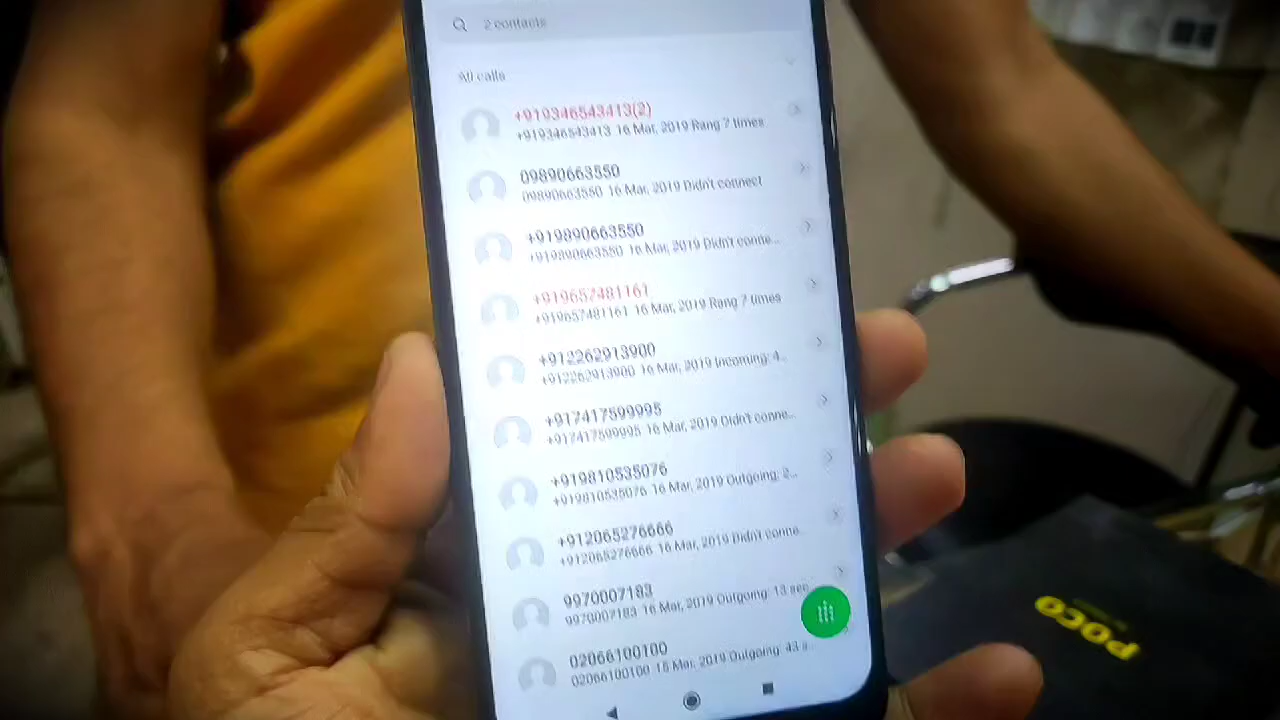 2 contacts
All calls
+919346543413(2)
+919346543413 16 Mar, 2019 Rang 7 times
09890663550
09890663550 16 Mar, 2019 Didn't connect
+919890663550
+919890663550 16 Mar, 2019 Didn't conne...
+919657481161
+919657481161 16 Mar, 2019 Rang 7 times
+912262913900
+912262913900 16 Mar, 2019 Incoming: 4..
+917417599995
+917417599995 16 Mar, 2019 Didn't conne...
+919810535076
+919810535076 16 Mar, 2019 Outgoing: 2...
+912065276666
+912065276666 16 Mar, 2019 Didn't conne
9970007183
9970007183 16 Mar, 2019 Outgoing: 13 sec
02066100100
02066100100 15 Mar, 2019 Outgoing: 43 s..
POCO